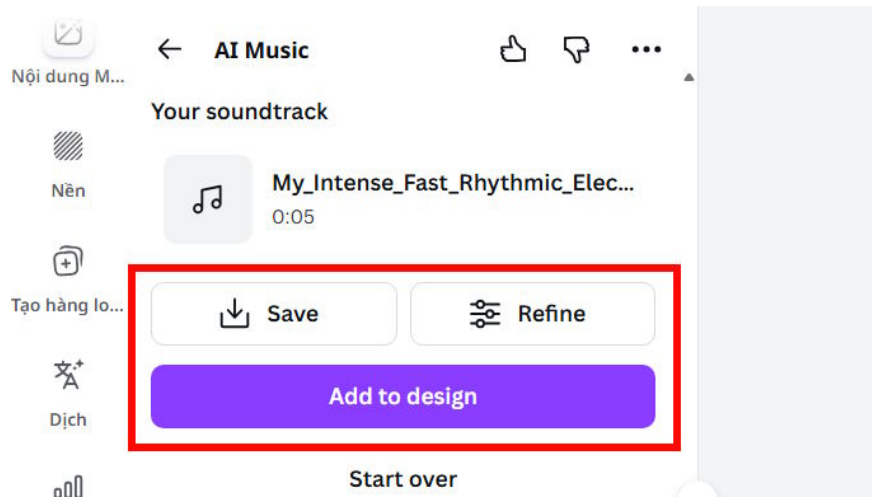 Nội dung M...
Nền
Tạo hàng lo...
Dịch
AI Music
Your soundtrack
My_Intense_Fast_Rhythmic_Elec...
0:05
Save
Refine
Add to design
Start over